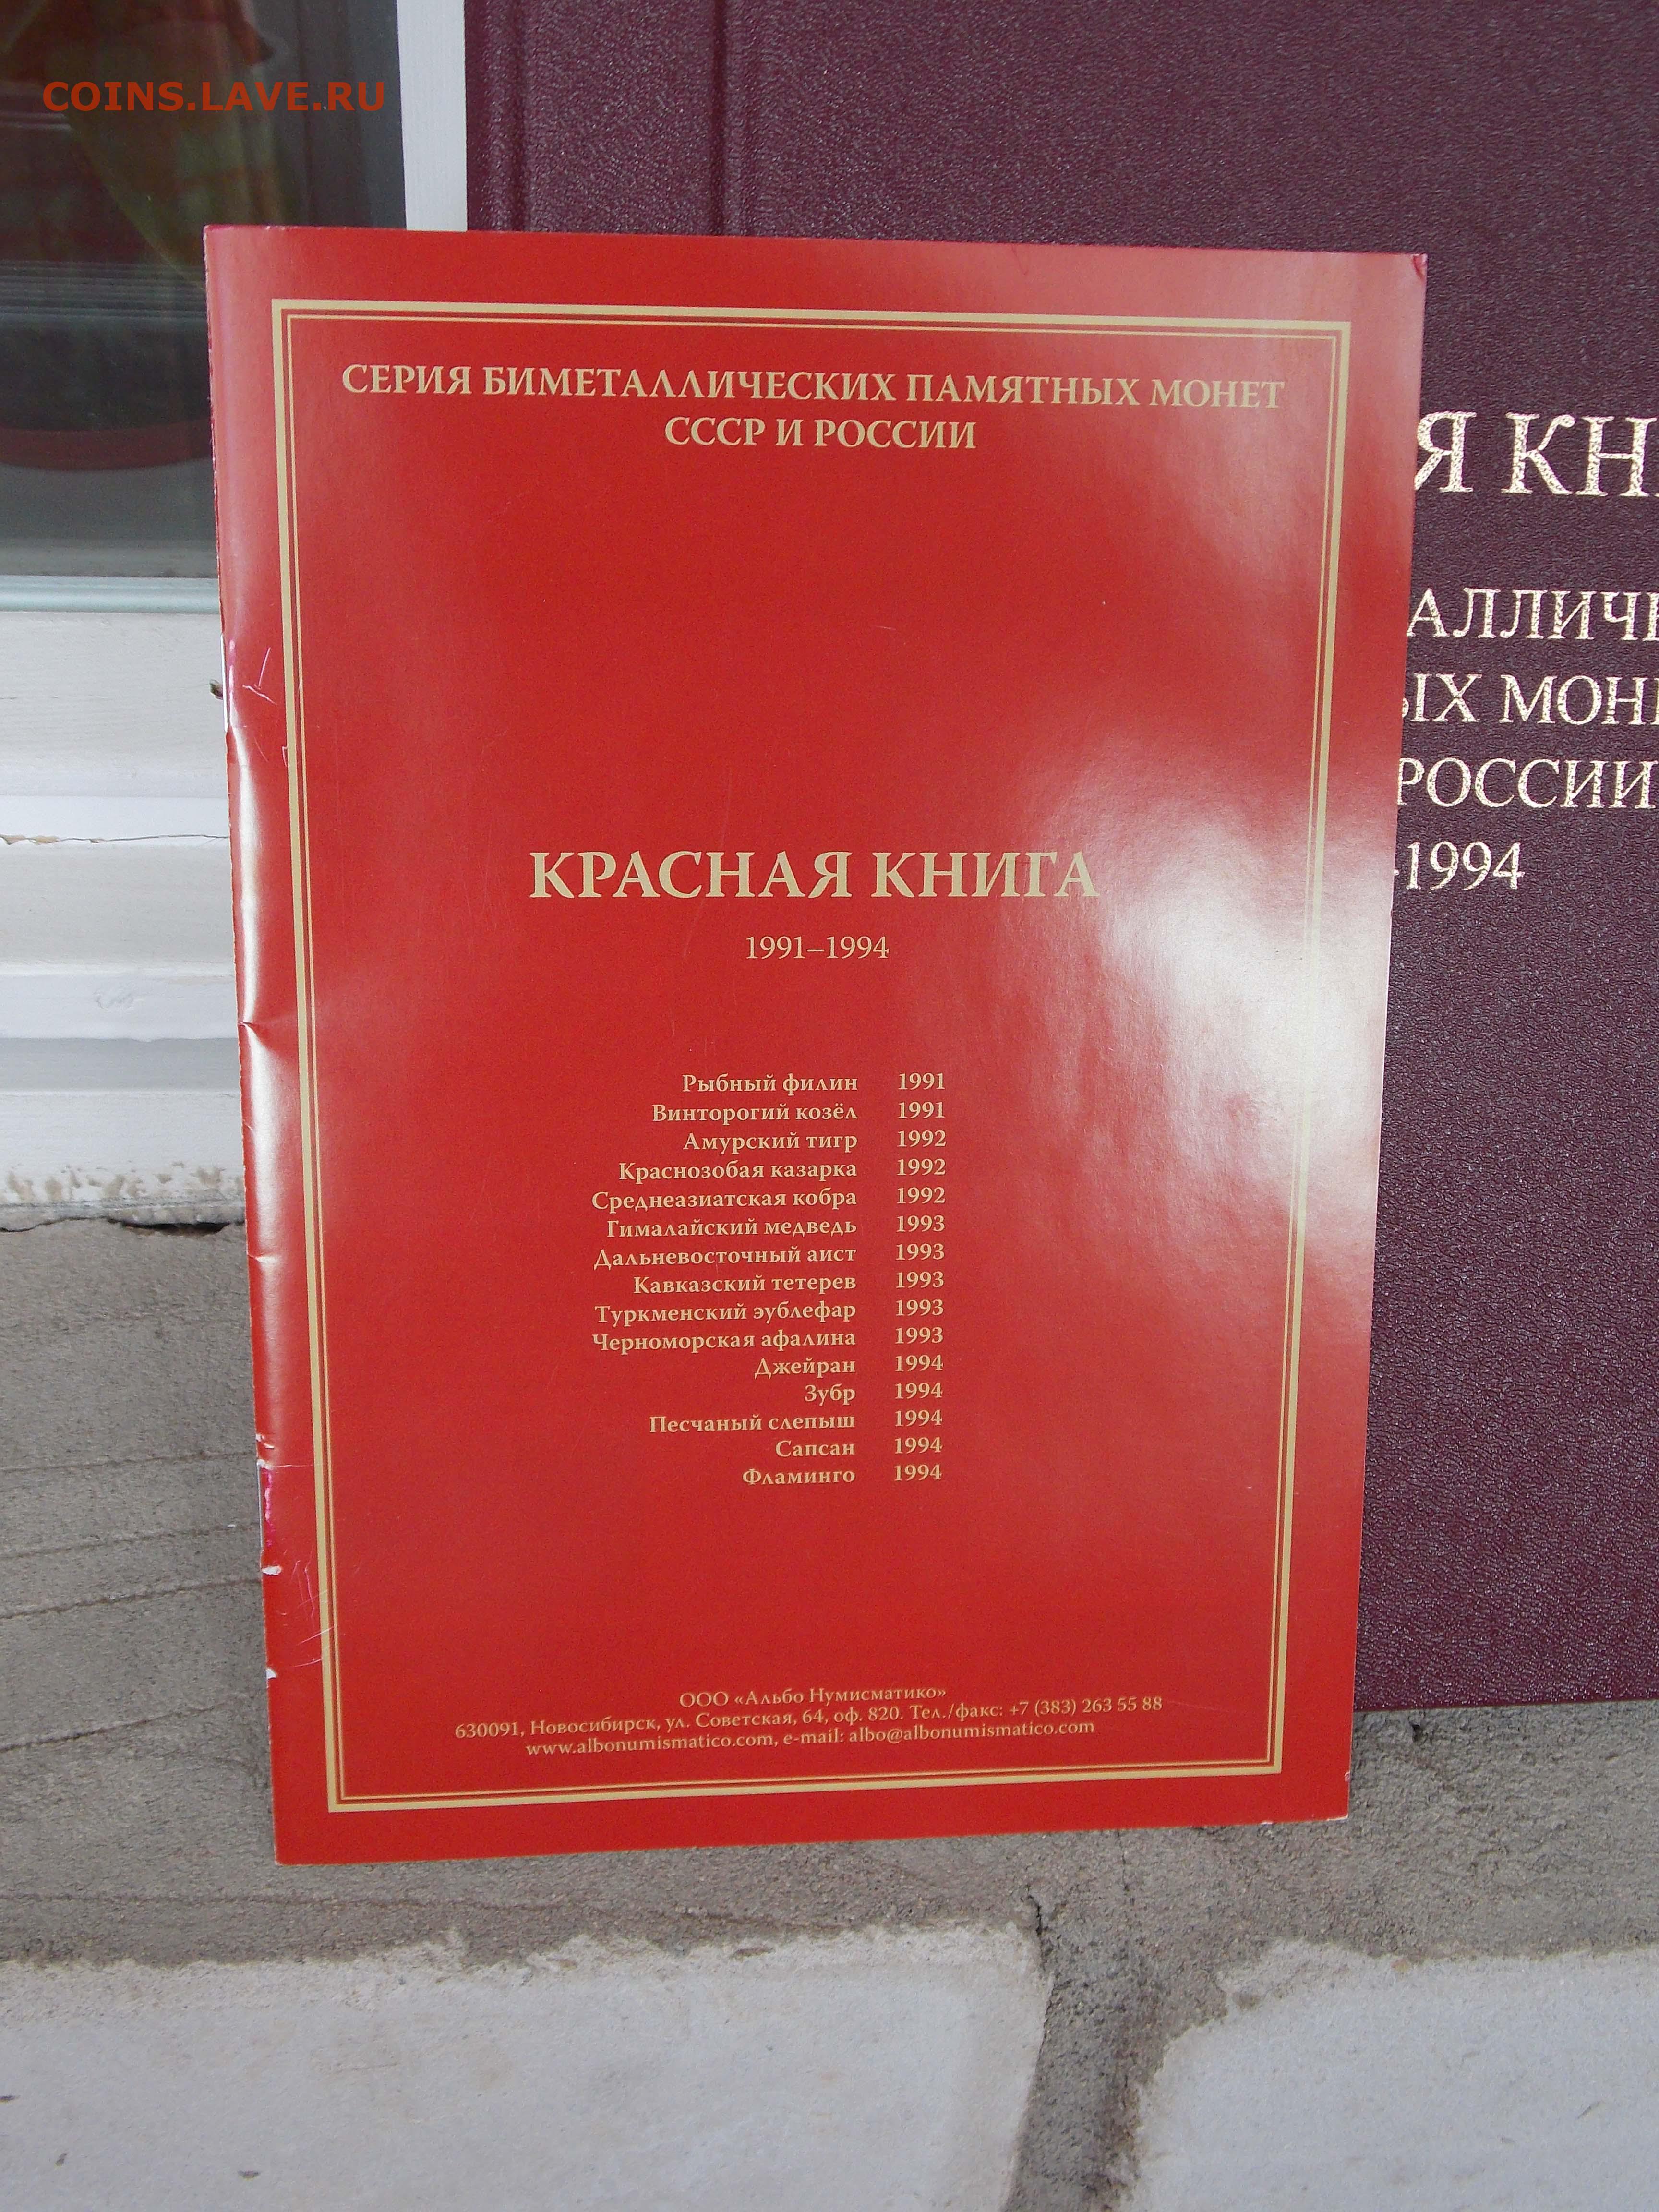 COINS.LAVE.RU
СЕРИЯ БИМЕТАЛЛИЧЕСКИХ ПАМЯТНЫХ МОНЕТ
СССР И РОССИИ
КРАСНАЯ КНИГА
1991–1994
Рыбный филин 1991
Винторогий козёл 1991
Амурский тигр 1992
Краснозобая казарка 1992
Среднеазиатская кобра 1992
Гималайский медведь 1993
Дальневосточный аист 1993
Кавказский тетерев 1993
Туркменский эублефар 1993
Черноморская афалина 1993
Джейран 1994
Зубр 1994
Песчаный слепыш 1994
Сапсан 1994
Фламинго 1994
ООО «Альбо Нумисматико»
630091, Новосибирск, ул. Советская, 64, оф. 820. Тел./факс: +7 (383) 263 55 88
www.albonumismatico.com, e-mail: albo@albonumismatico.com
Я КН
АЛЛИЧ
ЫХ МОН
РОССИИ
-1994